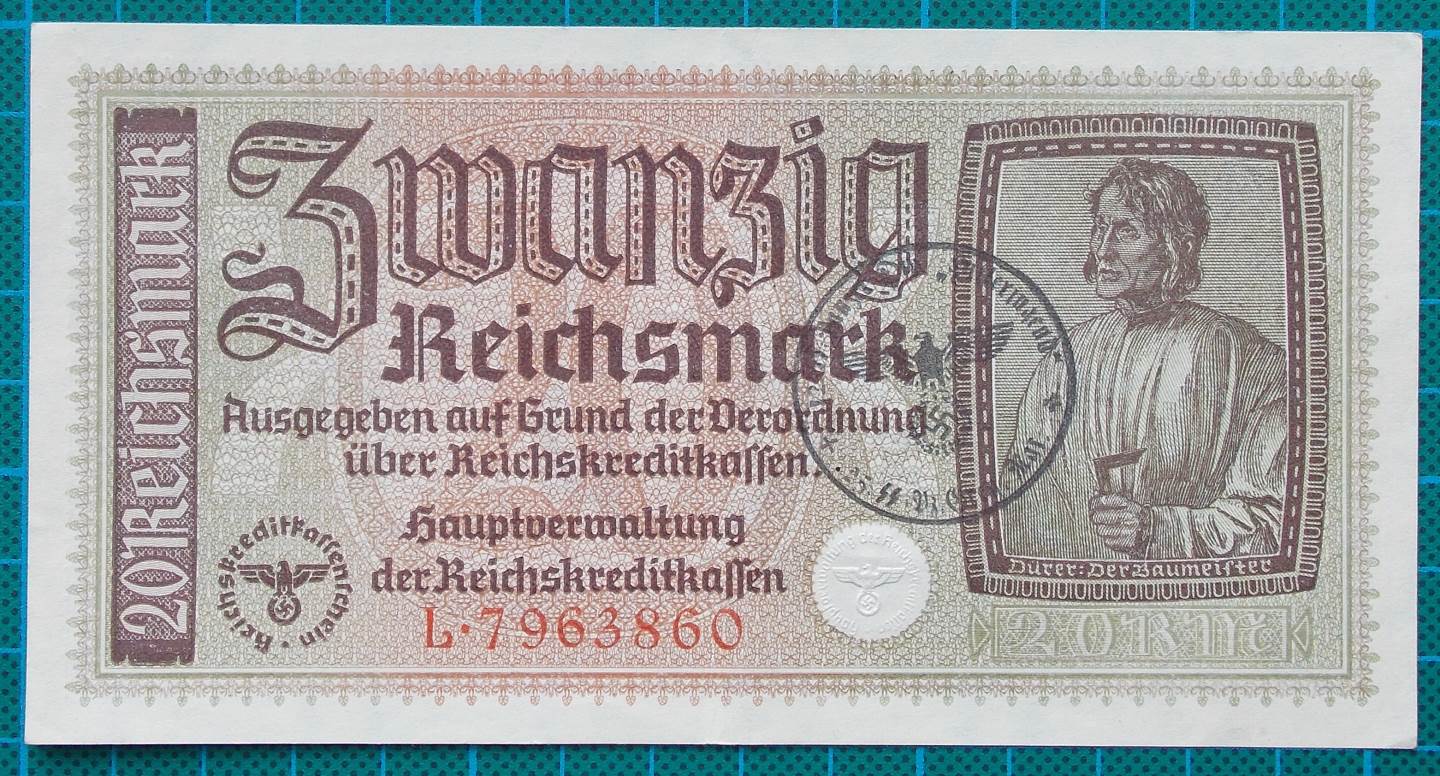 20 Reichsmark
Zwanzig
Reichsmark
Ausgegeben auf Grund der Verordnung
über Reichskreditkassen.
Hauptverwaltung
der Reichskreditkassen
L·7963860
Reichskreditkassenschein
Dürer: Der Baumeister
20 RM